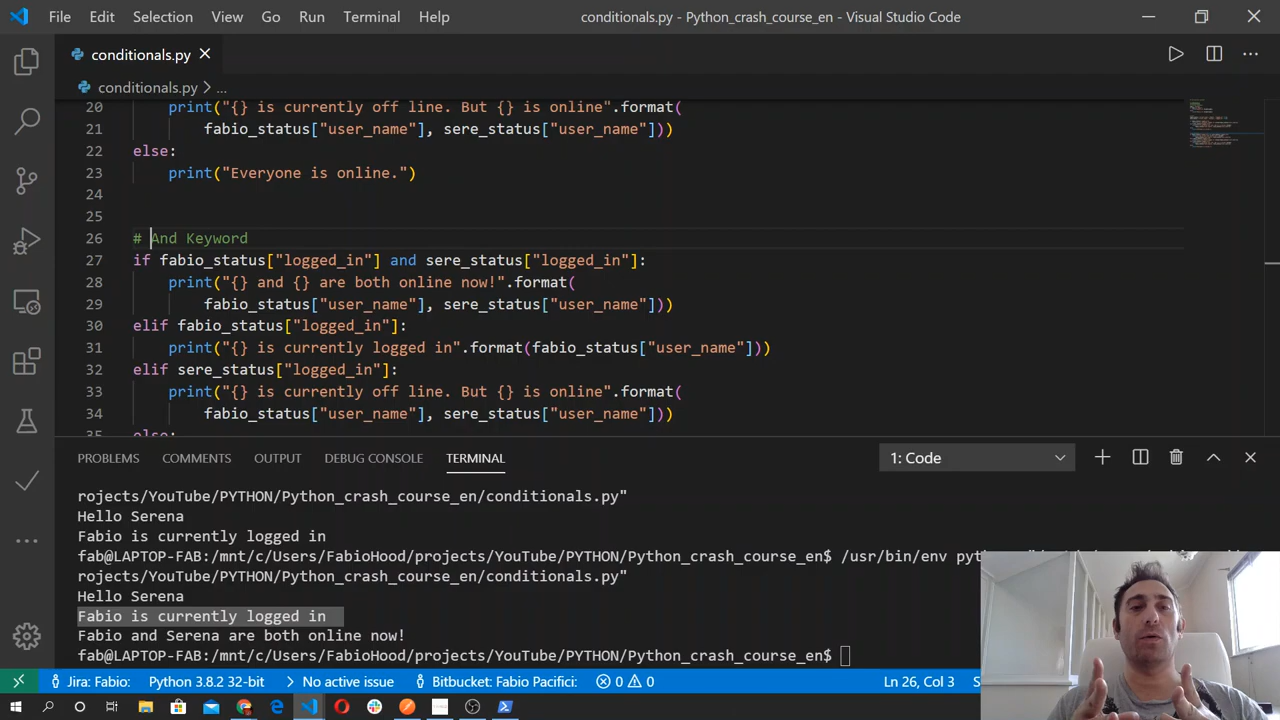 File Edit Selection View Go Run Terminal Help conditionals.py - Python_crash_course_en - Visual Studio Code
conditionals.py
conditionals.py > ...
20 print("{} is currently off line. But {} is online".format(
21 fabio_status["user_name"], sere_status["user_name"]))
22 else:
23 print("Everyone is online.")
24
25
26 # And Keyword
27 if fabio_status["logged_in"] and sere_status["logged_in"]:
28 print("{} and {} are both online now!".format(
29 fabio_status["user_name"], sere_status["user_name"]))
30 elif fabio_status["logged_in"]:
31 print("{} is currently logged in".format(fabio_status["user_name"]))
32 elif sere_status["logged_in"]:
33 print("{} is currently off line. But {} is online".format(
34 fabio_status["user_name"], sere_status["user_name"]))
35 else:
PROBLEMS COMMENTS OUTPUT DEBUG CONSOLE TERMINAL 1: Code
rojects/YouTube/PYTHON/Python_crash_course_en/conditionals.py"
Hello Serena
Fabio is currently logged in
fab@LAPTOP-FAB:/mnt/c/Users/FabioHood/projects/YouTube/PYTHON/Python_crash_course_en$ /usr/bin/env
rojects/YouTube/PYTHON/Python_crash_course_en/conditionals.py"
Hello Serena
Fabio is currently logged in
Fabio and Serena are both online now!
fab@LAPTOP-FAB:/mnt/c/Users/FabioHood/projects/YouTube/PYTHON/Python_crash_course_en$
Jira: Fabio: Python 3.8.2 32-bit No active issue Bitbucket: Fabio Pacifici: 0 0 Ln 26, Col 3